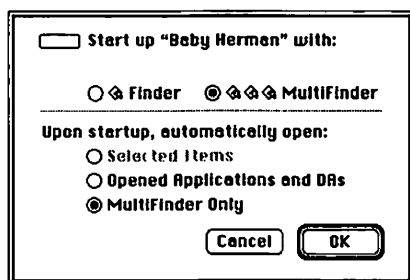 Start up “Baby Herman” with:
Finder MultiFinder
Upon startup, automatically open:
Selected Items
Opened Applications and DAs
MultiFinder Only
Cancel OK